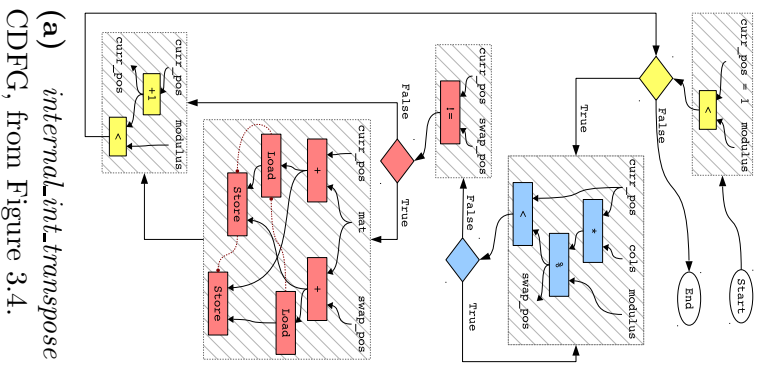 curr_pos = 1
modulus
Start
<
False
End
True
curr_pos
cols
modulus
*
%
<
swap_pos
False
True
curr_pos
swap_pos
!=
False
True
curr_pos
mat
swap_pos
+
+
Load
Load
Store
Store
curr_pos
modulus
+1
curr_pos
<
(a) internal_int_transpose
CDFG, from Figure 3.4.